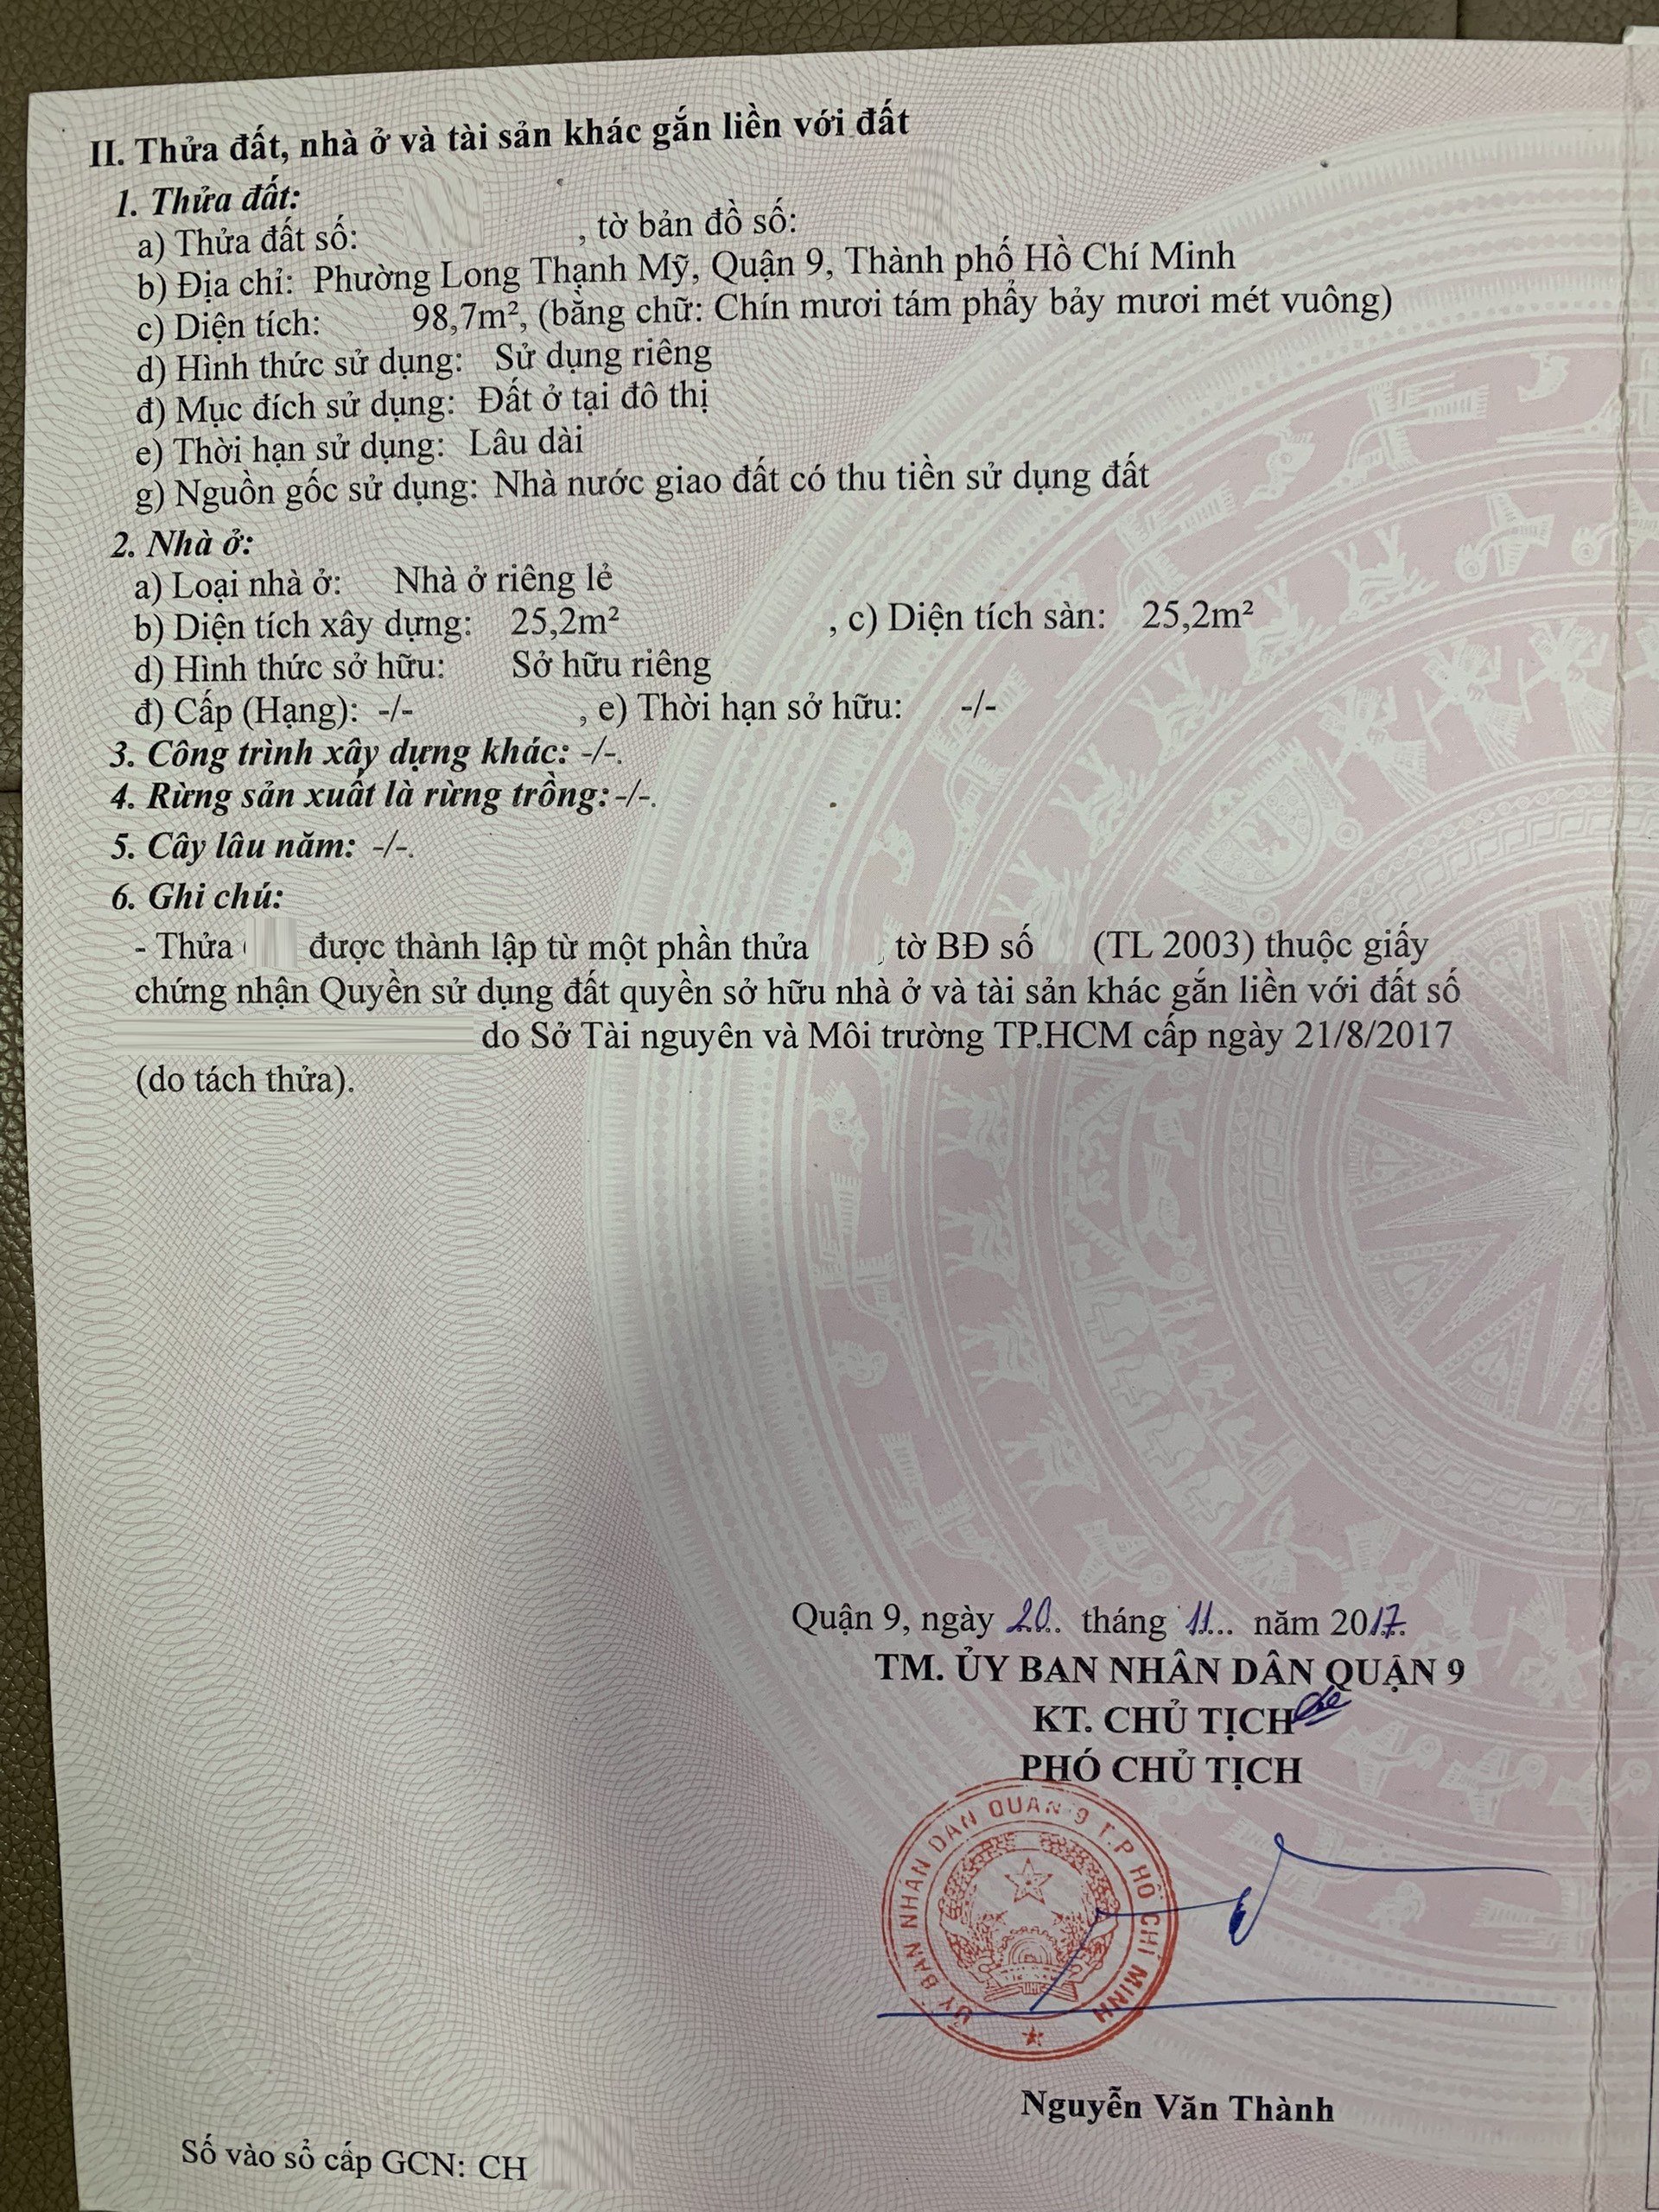 II. Thửa đất, nhà ở và tài sản khác gắn liền với đất
1. Thửa đất:
a) Thửa đất số: , tờ bản đồ số:
b) Địa chỉ: Phường Long Thạnh Mỹ, Quận 9, Thành phố Hồ Chí Minh
c) Diện tích: 98,7m², (bằng chữ: Chín mươi tám phẩy bảy mươi mét vuông)
d) Hình thức sử dụng: Sử dụng riêng
đ) Mục đích sử dụng: Đất ở tại đô thị
e) Thời hạn sử dụng: Lâu dài
g) Nguồn gốc sử dụng: Nhà nước giao đất có thu tiền sử dụng đất
2. Nhà ở:
a) Loại nhà ở: Nhà ở riêng lẻ
b) Diện tích xây dựng: 25,2m² , c) Diện tích sàn: 25,2m²
d) Hình thức sở hữu: Sở hữu riêng
đ) Cấp (Hạng): -/- , e) Thời hạn sở hữu: -/-
3. Công trình xây dựng khác: -/-.
4. Rừng sản xuất là rừng trồng: -/-.
5. Cây lâu năm: -/-.
6. Ghi chú:
- Thửa được thành lập từ một phần thửa , tờ BĐ số (TL 2003) thuộc giấy
chứng nhận Quyền sử dụng đất quyền sở hữu nhà ở và tài sản khác gắn liền với đất số
do Sở Tài nguyên và Môi trường TP.HCM cấp ngày 21/8/2017
(do tách thửa).
Quận 9, ngày 20 tháng 11 năm 2017
TM. ỦY BAN NHÂN DÂN QUẬN 9
KT. CHỦ TỊCH
PHÓ CHỦ TỊCH
ỦY BAN NHÂN DÂN QUẬN 9 T.P HỒ CHÍ MINH
Nguyễn Văn Thành
Số vào sổ cấp GCN: CH